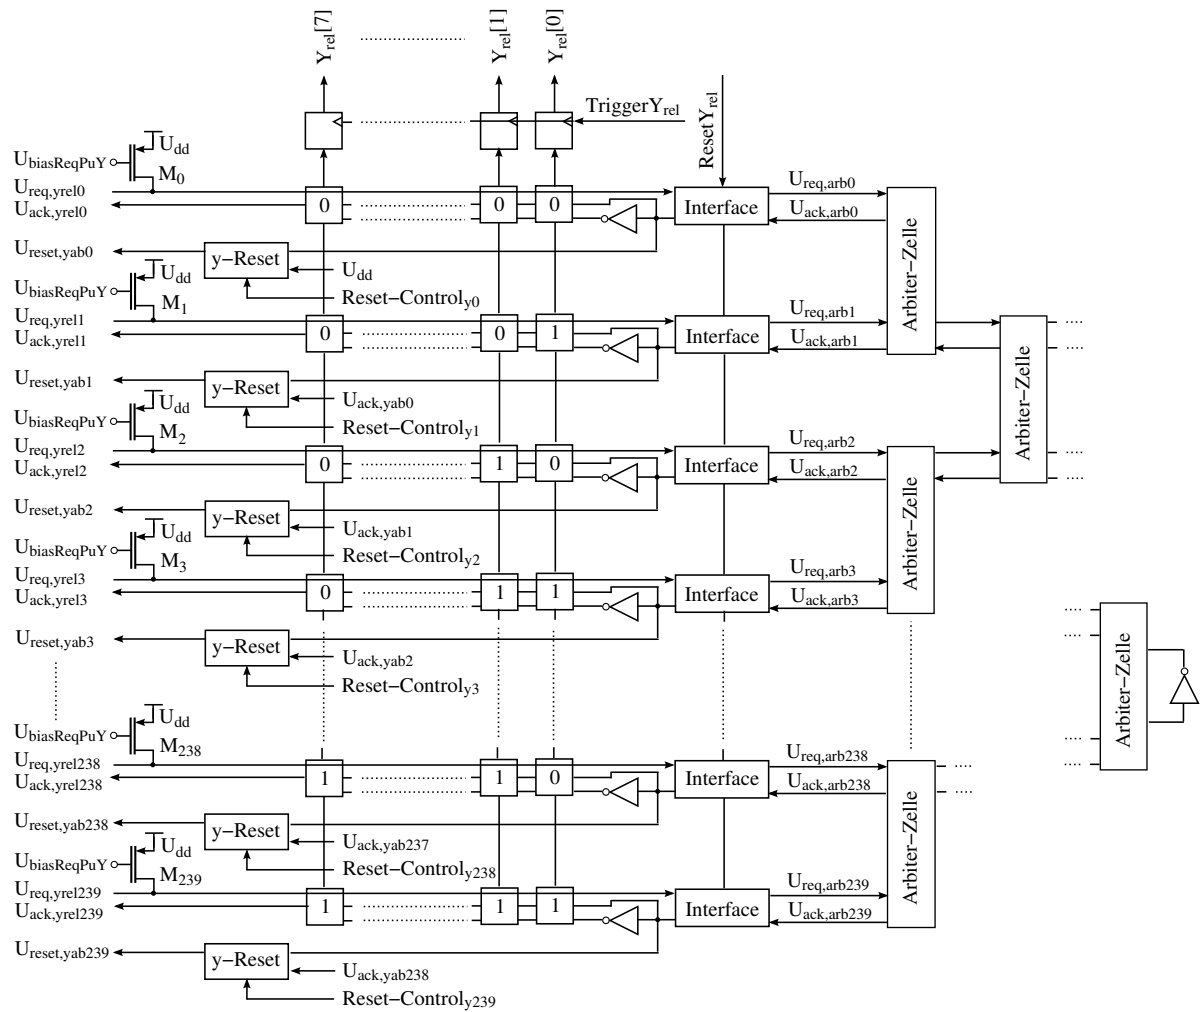 Yrel[7] Yrel[1] Yrel[0]
TriggerYrel
ResetYrel
Udd
UbiasReqPuY
M0
Ureq,yrel0
Uack,yrel0
0 0 0
Interface
Ureq,arb0
Uack,arb0
Arbiter−Zelle
Ureset,yab0
y−Reset
Udd
Reset−Controly0
Udd
UbiasReqPuY
M1
Ureq,yrel1
Uack,yrel1
0 0 1
Interface
Ureq,arb1
Uack,arb1
Arbiter−Zelle
Ureset,yab1
y−Reset
Uack,yab0
Reset−Controly1
Udd
UbiasReqPuY
M2
Ureq,yrel2
Uack,yrel2
0 1 0
Interface
Ureq,arb2
Uack,arb2
Arbiter−Zelle
Ureset,yab2
y−Reset
Uack,yab1
Reset−Controly2
Udd
UbiasReqPuY
M3
Ureq,yrel3
Uack,yrel3
0 1 1
Interface
Ureq,arb3
Uack,arb3
Ureset,yab3
y−Reset
Uack,yab2
Reset−Controly3
Arbiter−Zelle
Udd
UbiasReqPuY
M238
Ureq,yrel238
Uack,yrel238
1 1 0
Interface
Ureq,arb238
Uack,arb238
Arbiter−Zelle
Ureset,yab238
y−Reset
Uack,yab237
Reset−Controly238
Udd
UbiasReqPuY
M239
Ureq,yrel239
Uack,yrel239
1 1 1
Interface
Ureq,arb239
Uack,arb239
Ureset,yab239
y−Reset
Uack,yab238
Reset−Controly239